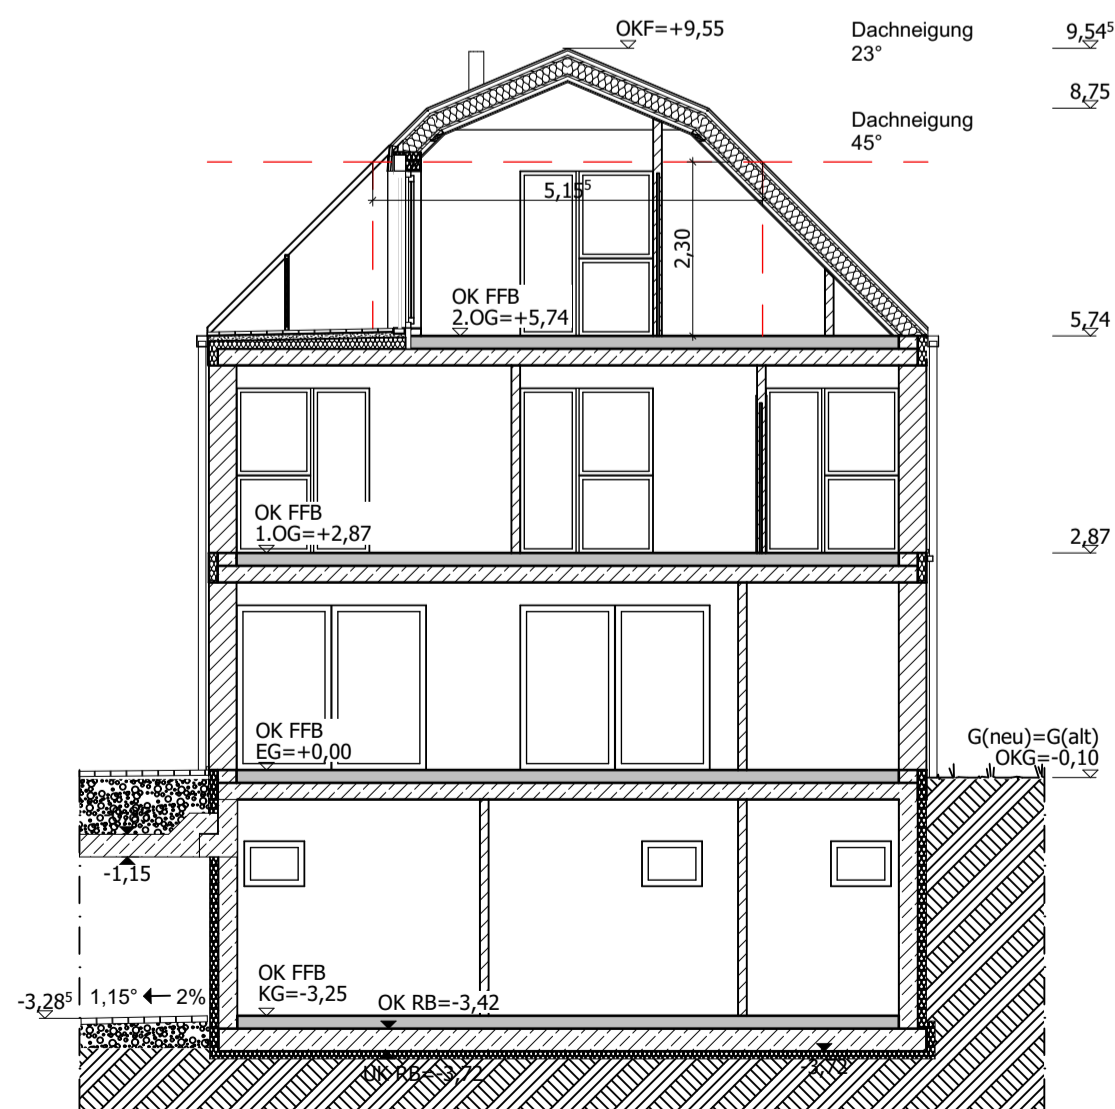 OKF=+9,55
Dachneigung
23°
9,54⁵
8,75
Dachneigung
45°
5,15⁵
2,30
OK FFB
2.OG=+5,74
5,74
OK FFB
1.OG=+2,87
2,87
OK FFB
EG=+0,00
G(neu)=G(alt)
OKG=-0,10
-1,15
OK FFB
KG=-3,25
OK RB=-3,42
-3,28⁵
1,15°
2%
UK RB=-3,72
-3,72